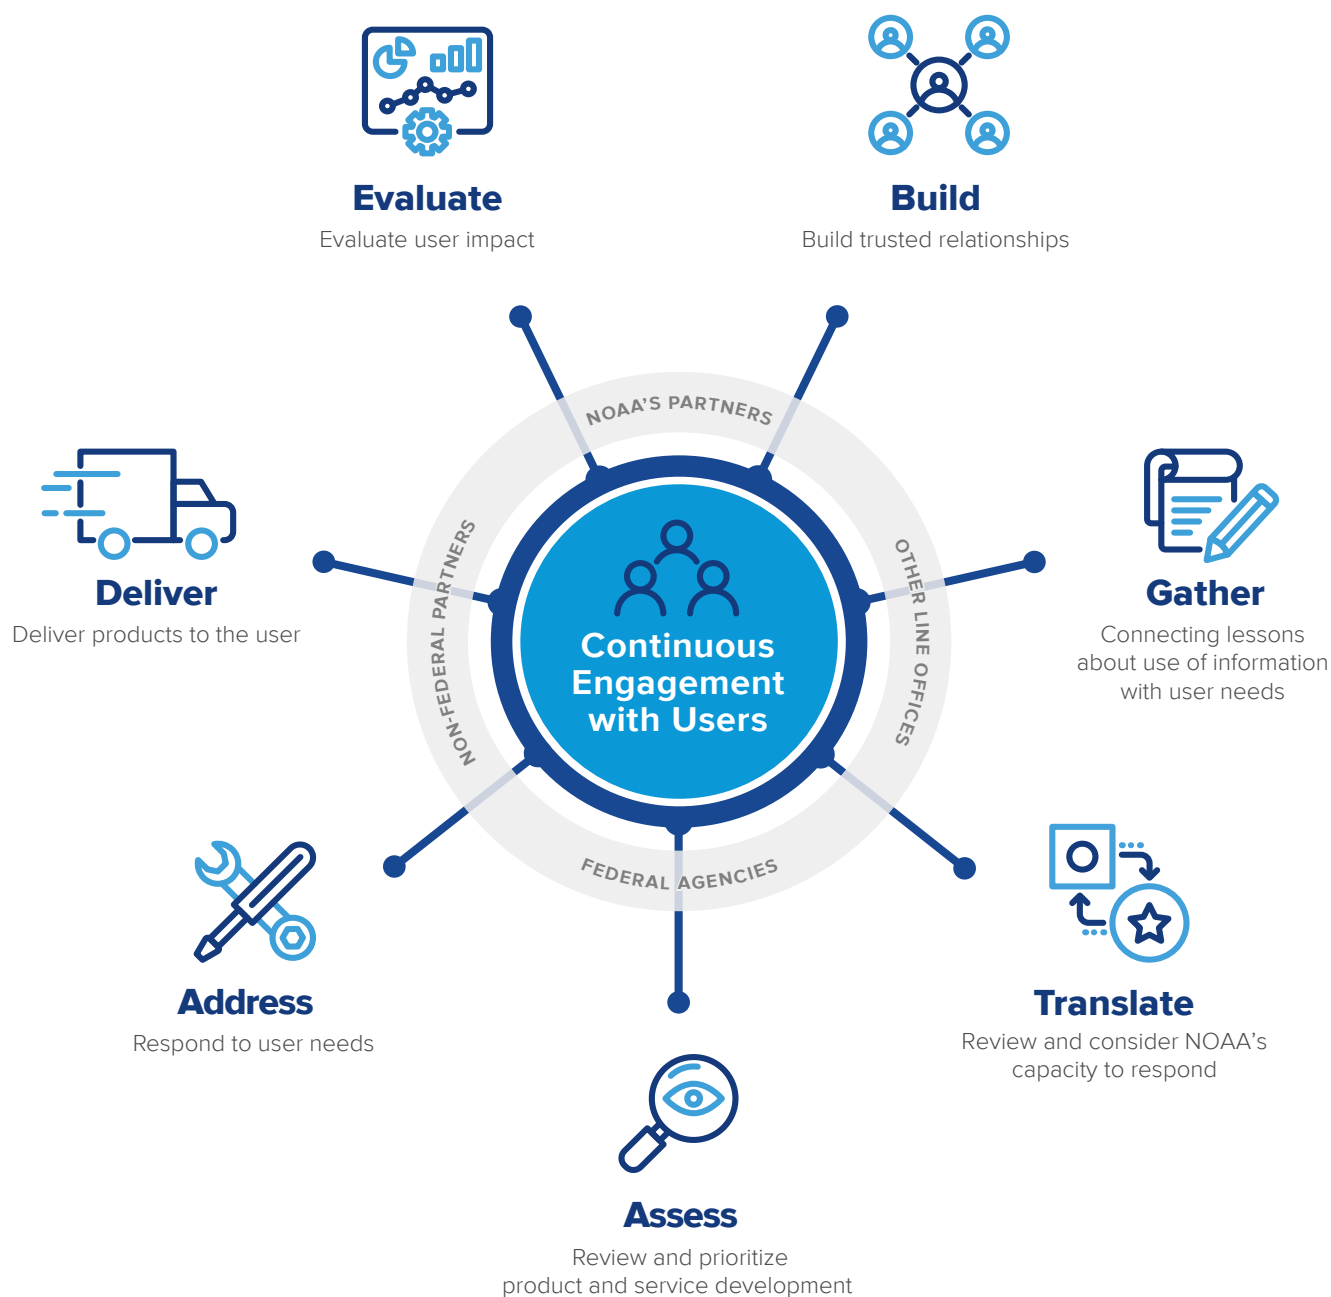 Evaluate
Evaluate user impact
Build
Build trusted relationships
NOAA’S PARTNERS
Deliver
Deliver products to the user
NON-FEDERAL PARTNERS
Continuous
Engagement
with Users
OTHER LINE OFFICES
Gather
Connecting lessons
about use of information
with user needs
FEDERAL AGENCIES
Address
Respond to user needs
Translate
Review and consider NOAA’s
capacity to respond
Assess
Review and prioritize
product and service development